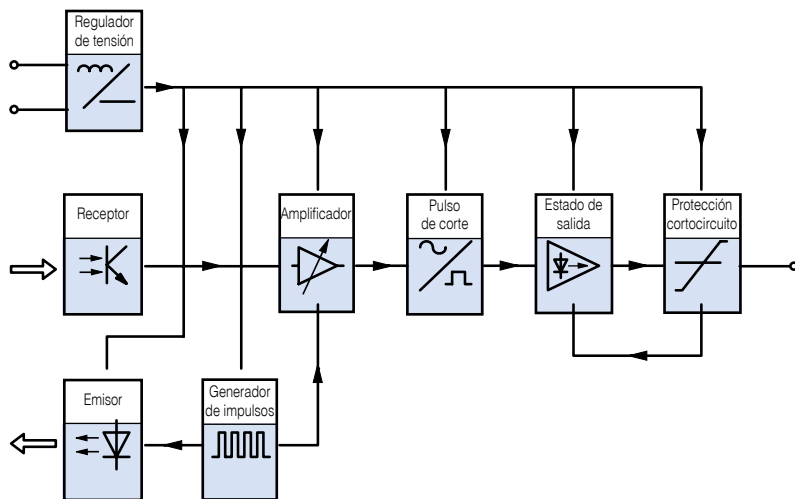 Regulador
de tensión
Receptor
Amplificador
Pulso
de corte
Estado de
salida
Protección
cortocircuito
Emisor
Generador
de impulsos